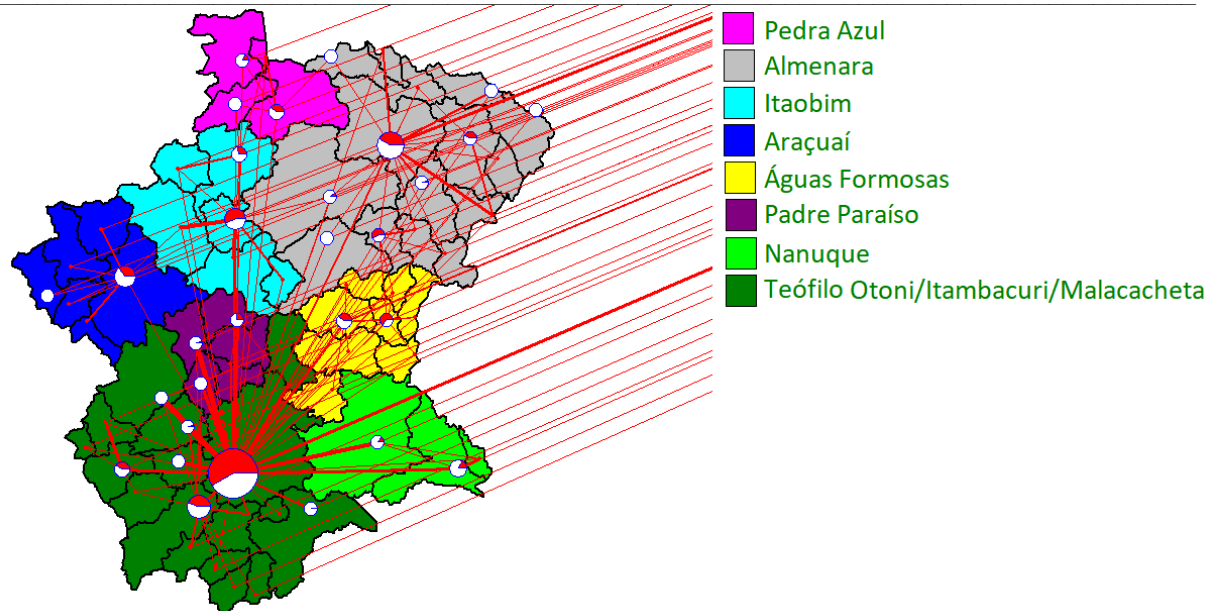 Pedra Azul
Almenara
Itaobim
Araçuaí
Águas Formosas
Padre Paraíso
Nanuque
Teófilo Otoni/Itambacuri/Malacacheta